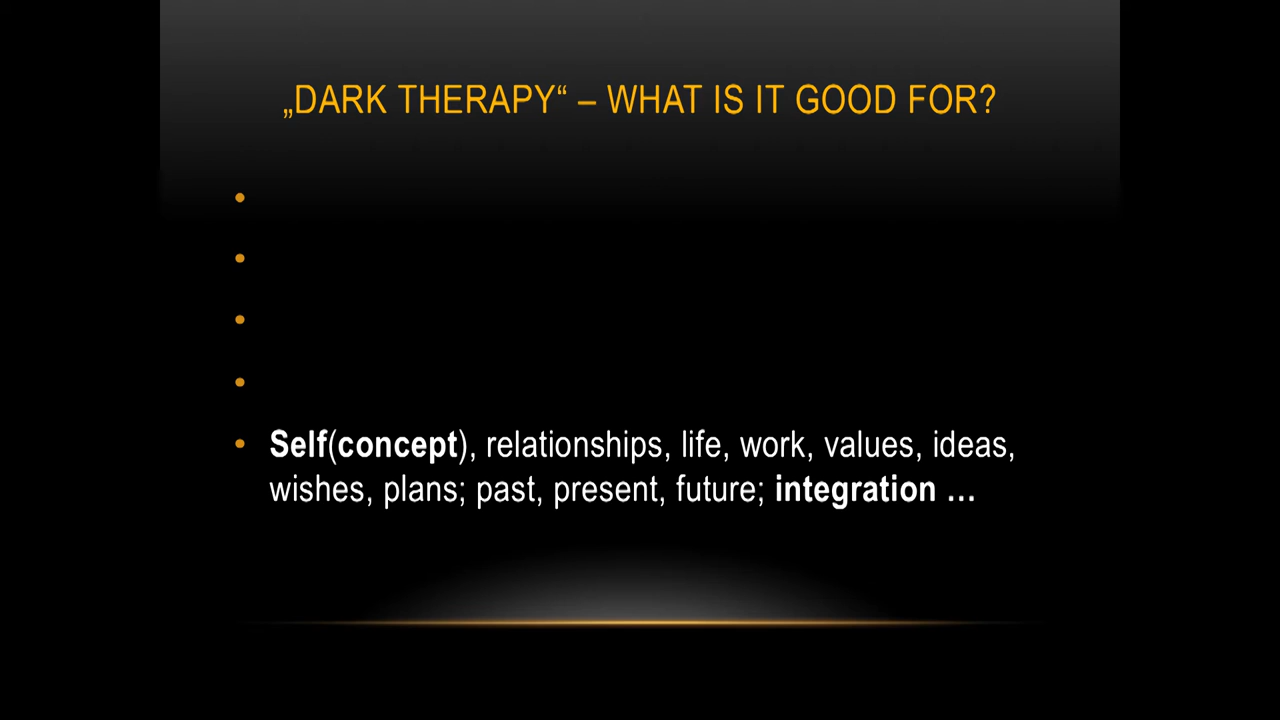 „DARK THERAPY“ – WHAT IS IT GOOD FOR?
•
•
•
•
• Self(concept), relationships, life, work, values, ideas,
wishes, plans; past, present, future; integration …